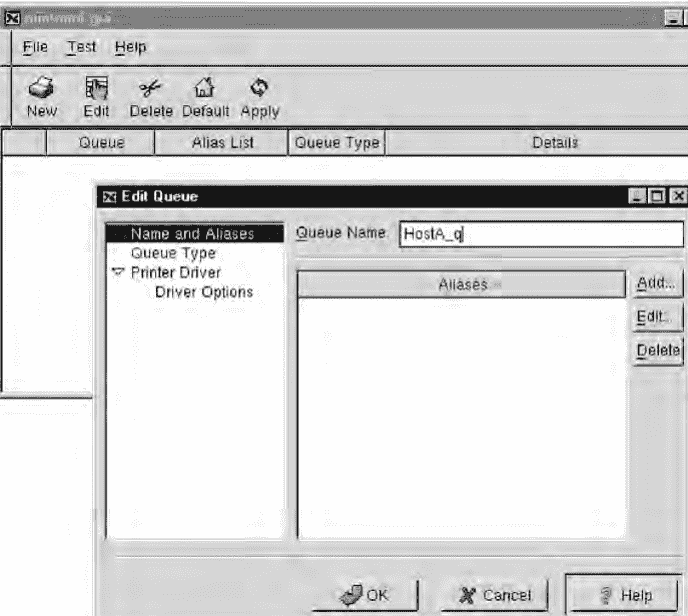 File Test Help
New Edit Delete Default Apply
Queue Alias List Queue Type Details
Edit Queue
Name and Aliases
Queue Type
Printer Driver
Driver Options
Queue Name: HostA_q
Aliases
Add...
Edit...
Delete
OK Cancel Help